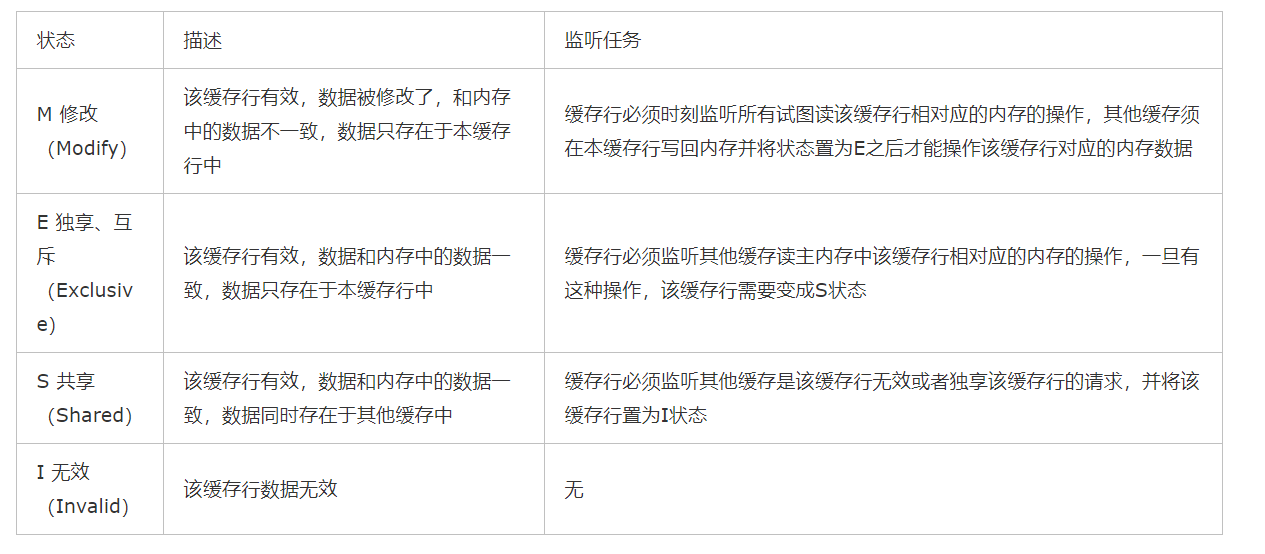 状态
描述
监听任务
M 修改
（Modify）
该缓存行有效，数据被修改了，和内存
中的数据不一致，数据只存在于本缓存
行中
缓存行必须时刻监听所有试图读该缓存行相对应的内存的操作，其他缓存须
在本缓存行写回内存并将状态置为E之后才能操作该缓存行对应的内存数据
E 独享、互
斥
（Exclusiv
e）
该缓存行有效，数据和内存中的数据一
致，数据只存在于本缓存行中
缓存行必须监听其他缓存读主内存中该缓存行相对应的内存的操作，一旦有
这种操作，该缓存行需要变成S状态
S 共享
（Shared）
该缓存行有效，数据和内存中的数据一
致，数据同时存在于其他缓存中
缓存行必须监听其他缓存是该缓存行无效或者独享该缓存行的请求，并将该
缓存行置为I状态
I 无效
（Invalid）
该缓存行数据无效
无